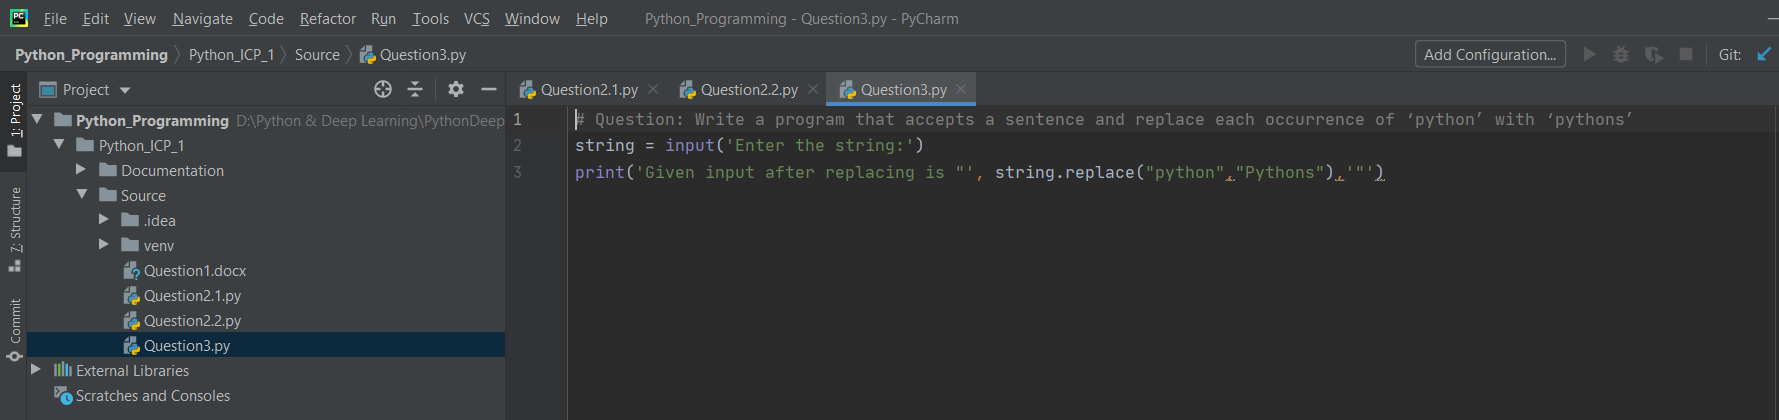 PC File Edit View Navigate Code Refactor Run Tools VCS Window Help Python_Programming - Question3.py - PyCharm
Python_Programming Python_ICP_1 Source Question3.py Add Configuration... Git:
1: Project
Project
Question2.1.py Question2.2.py Question3.py
Python_Programming D:\Python & Deep Learning\PythonDeep
Python_ICP_1
Documentation
Source
.idea
venv
Question1.docx
Question2.1.py
Question2.2.py
Question3.py
External Libraries
Scratches and Consoles
7: Structure
Commit
1 # Question: Write a program that accepts a sentence and replace each occurrence of ‘python’ with ‘pythons’
2 string = input('Enter the string:')
3 print('Given input after replacing is "', string.replace("python","Pythons"),'"')